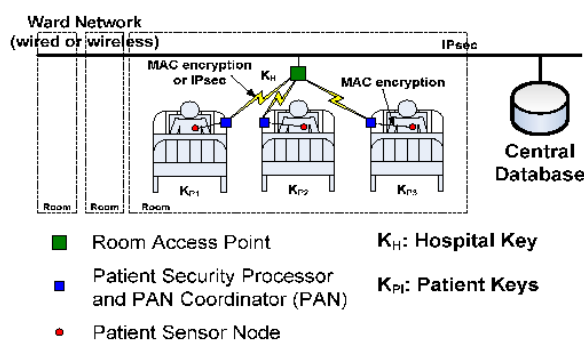 Ward Network
(wired or wireless)
IPsec
MAC encryption
or IPsec
KH
MAC encryption
KP1
KP2
KP3
Room
Room
Room
Central
Database
Room Access Point
KH: Hospital Key
Patient Security Processor
and PAN Coordinator (PAN)
KPI: Patient Keys
Patient Sensor Node